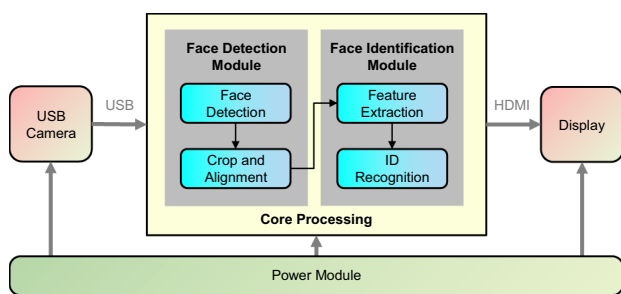 Face Detection
Module
Face Identification
Module
USB
Camera
USB
Face
Detection
Crop and
Alignment
Feature
Extraction
ID
Recognition
HDMI
Display
Core Processing
Power Module